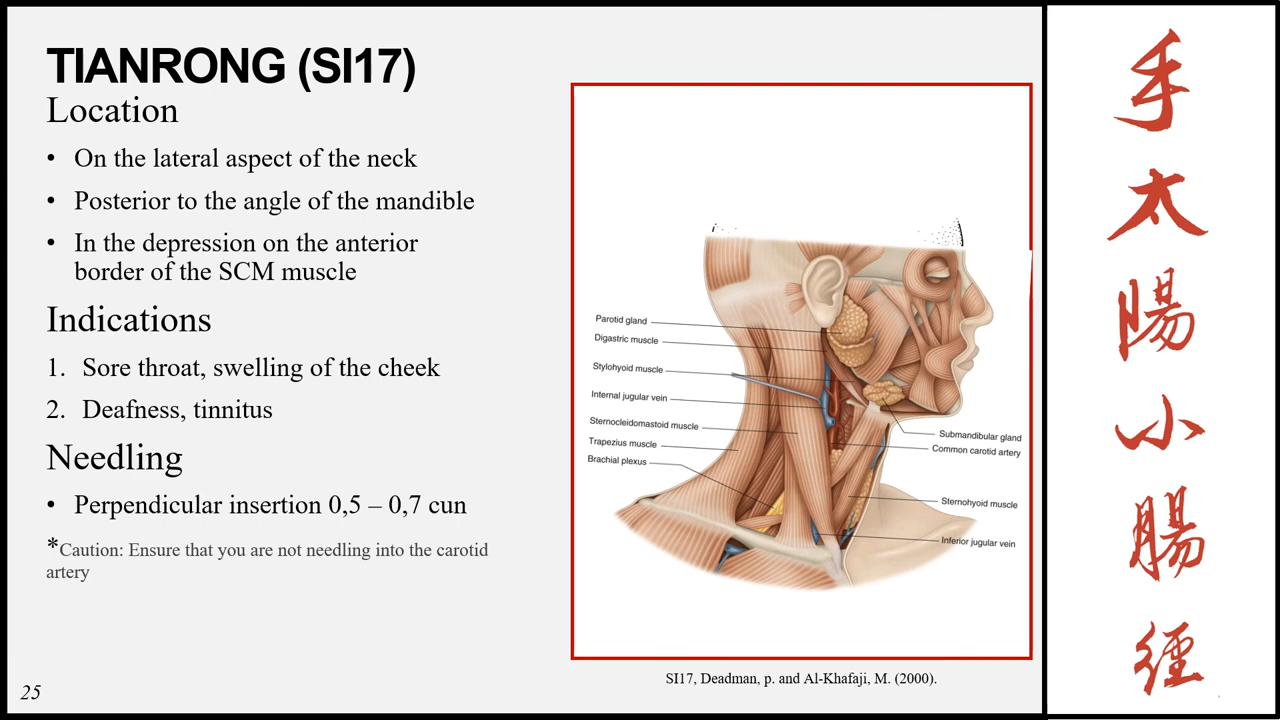 TIANRONG (SI17)
Location
• On the lateral aspect of the neck
• Posterior to the angle of the mandible
• In the depression on the anterior
border of the SCM muscle
Indications
1. Sore throat, swelling of the cheek
2. Deafness, tinnitus
Needling
• Perpendicular insertion 0,5 – 0,7 cun
*Caution: Ensure that you are not needling into the carotid
artery
25
Parotid gland
Digastric muscle
Stylohyoid muscle
Internal jugular vein
Sternocleidomastoid muscle
Trapezius muscle
Brachial plexus
Submandibular gland
Common carotid artery
Sternohyoid muscle
Inferior jugular vein
SI17, Deadman, p. and Al-Khafaji, M. (2000).
手太陽小腸經